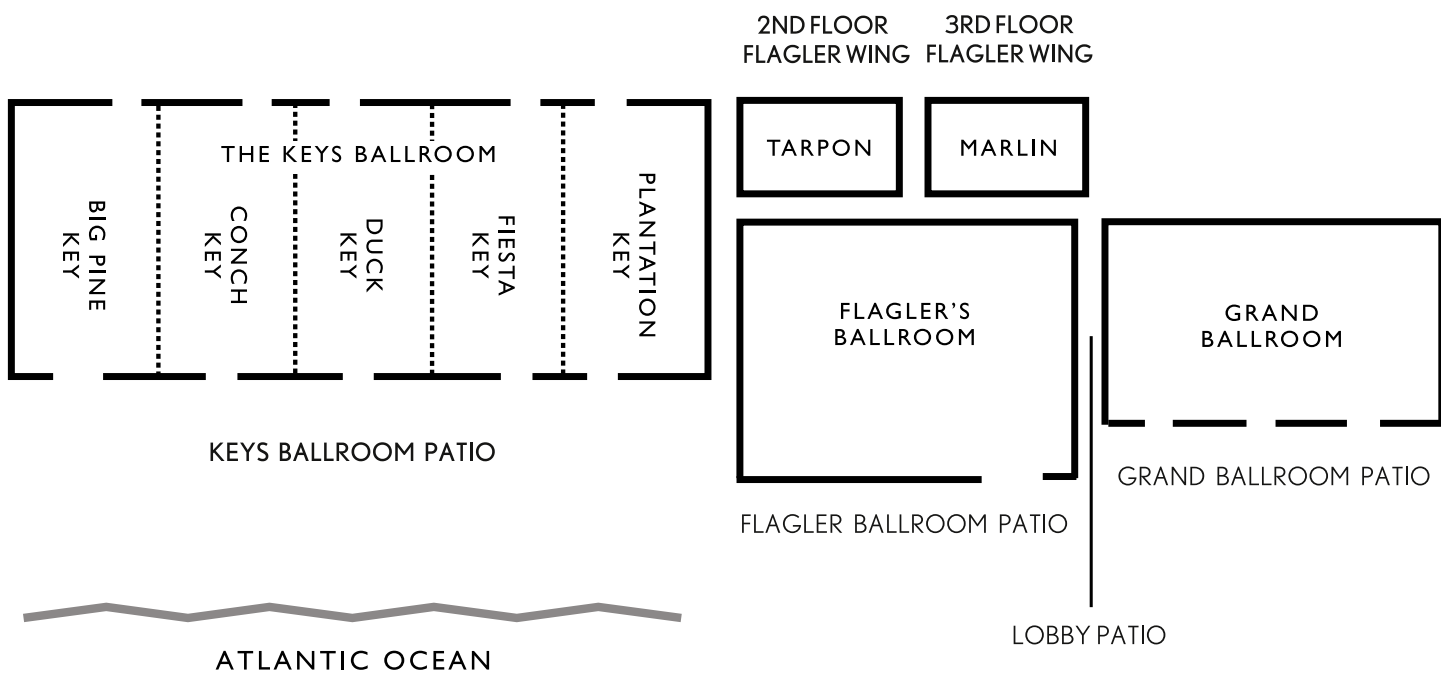 2ND FLOOR
FLAGLER WING
3RD FLOOR
FLAGLER WING
THE KEYS BALLROOM
BIG PINE
KEY
CONCH
KEY
DUCK
KEY
FIESTA
KEY
PLANTATION
KEY
TARPON
MARLIN
FLAGLER'S
BALLROOM
GRAND
BALLROOM
KEYS BALLROOM PATIO
GRAND BALLROOM PATIO
FLAGLER BALLROOM PATIO
LOBBY PATIO
ATLANTIC OCEAN